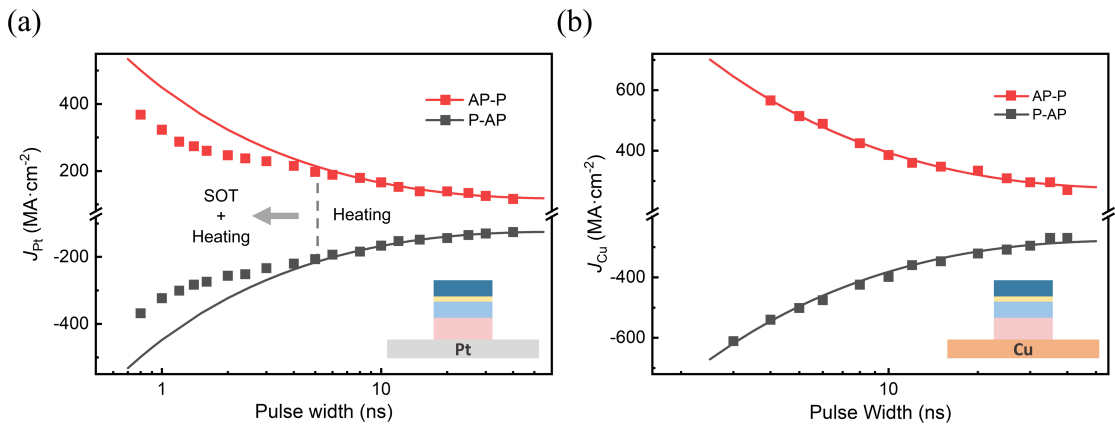 (a)
400
200
-200
-400
J_Pt (MA·cm⁻²)
AP-P
P-AP
SOT
+
Heating
Heating
Pt
1
10
Pulse width (ns)
(b)
600
400
-400
-600
J_Cu (MA·cm⁻²)
AP-P
P-AP
Cu
10
Pulse Width (ns)